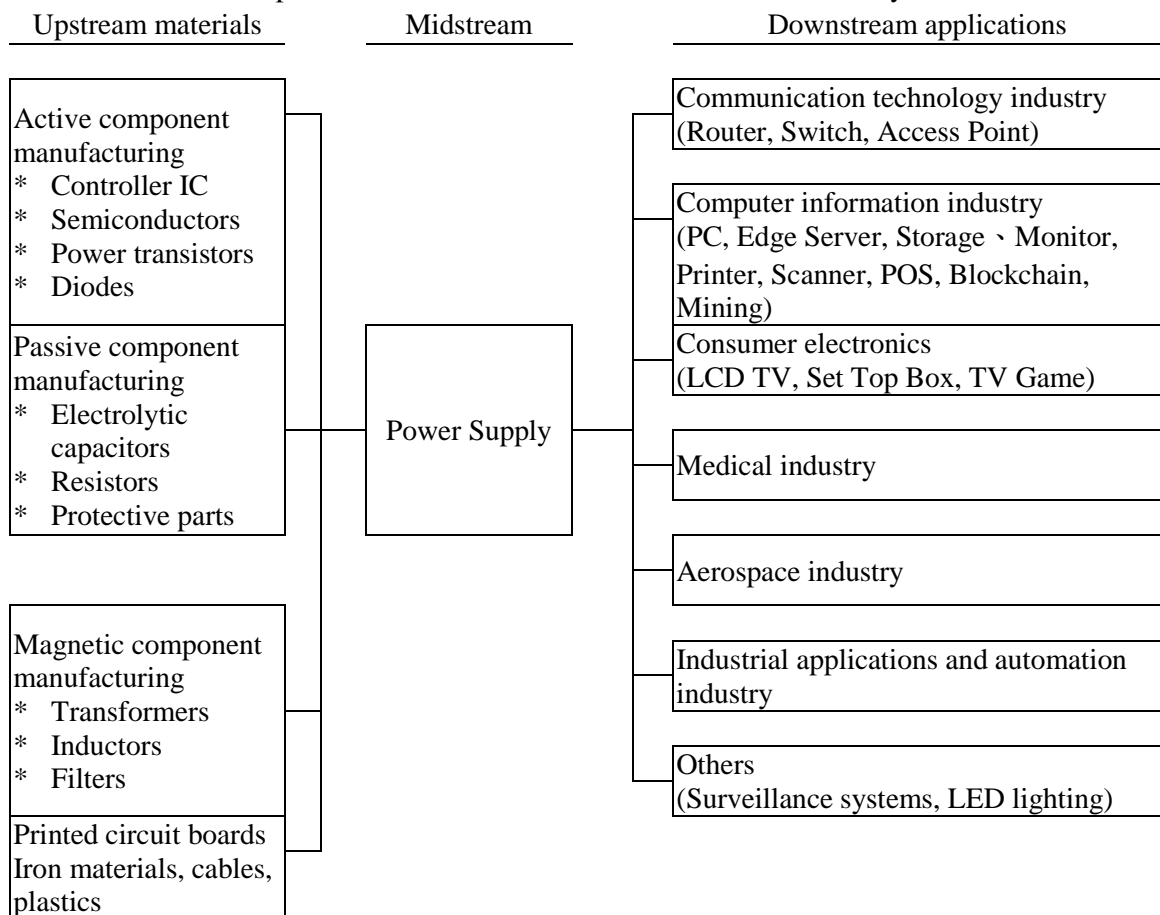 Upstream materials
Midstream
Downstream applications
Active component
manufacturing
* Controller IC
* Semiconductors
* Power transistors
* Diodes
Passive component
manufacturing
* Electrolytic
capacitors
* Resistors
* Protective parts
Magnetic component
manufacturing
* Transformers
* Inductors
* Filters
Printed circuit boards
Iron materials, cables,
plastics
Power Supply
Communication technology industry
(Router, Switch, Access Point)
Computer information industry
(PC, Edge Server, Storage、Monitor,
Printer, Scanner, POS, Blockchain,
Mining)
Consumer electronics
(LCD TV, Set Top Box, TV Game)
Medical industry
Aerospace industry
Industrial applications and automation
industry
Others
(Surveillance systems, LED lighting)